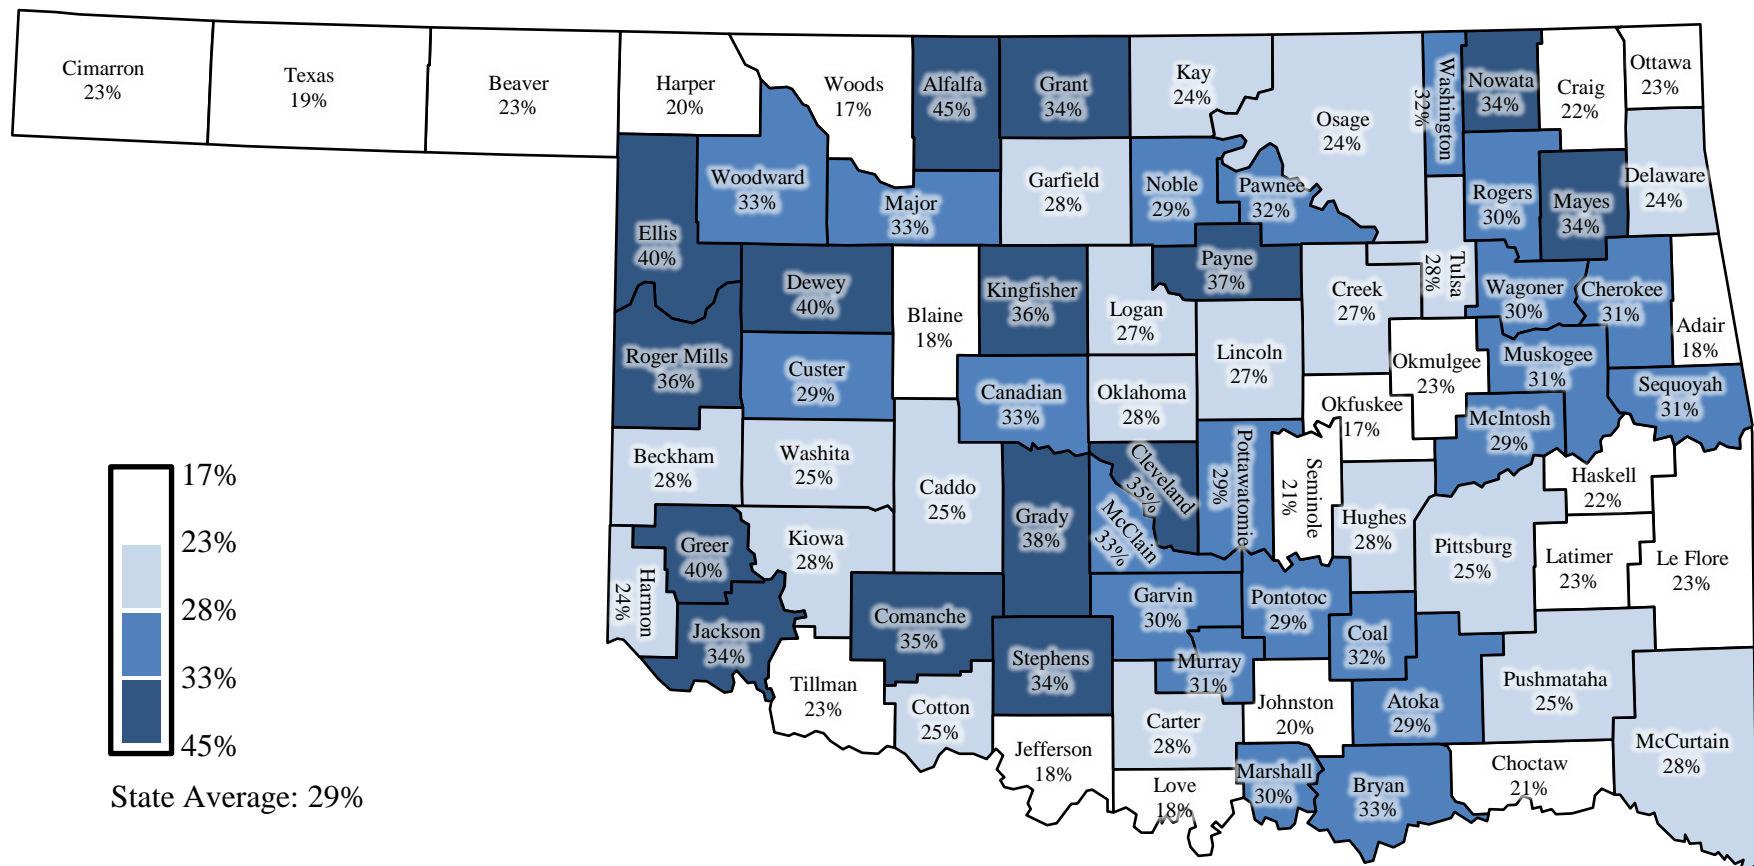 Cimarron
23%
Texas
19%
Beaver
23%
Harper
20%
Woods
17%
Alfalfa
45%
Grant
34%
Kay
24%
Osage
24%
Washington
32%
Nowata
34%
Craig
22%
Ottawa
23%
Woodward
33%
Major
33%
Garfield
28%
Noble
29%
Pawnee
32%
Rogers
30%
Mayes
34%
Delaware
24%
Ellis
40%
Dewey
40%
Blaine
18%
Kingfisher
36%
Logan
27%
Payne
37%
Creek
27%
Tulsa
28%
Wagoner
30%
Cherokee
31%
Adair
18%
Roger Mills
36%
Custer
29%
Canadian
33%
Oklahoma
28%
Lincoln
27%
Okmulgee
23%
Muskogee
31%
Sequoyah
31%
Okfuskee
17%
McIntosh
29%
Beckham
28%
Washita
25%
Caddo
25%
Grady
38%
Cleveland
35%
McClain
33%
Pottawatomie
29%
Seminole
21%
Hughes
28%
Haskell
22%
Pittsburg
25%
Latimer
23%
Le Flore
23%
Greer
40%
Kiowa
28%
Harmon
24%
Jackson
34%
Comanche
35%
Stephens
34%
Garvin
30%
Pontotoc
29%
Coal
32%
Murray
31%
Tillman
23%
Cotton
25%
Jefferson
18%
Carter
28%
Johnston
20%
Atoka
29%
Pushmataha
25%
McCurtain
28%
Love
18%
Marshall
30%
Bryan
33%
Choctaw
21%
17%
23%
28%
33%
45%
State Average: 29%